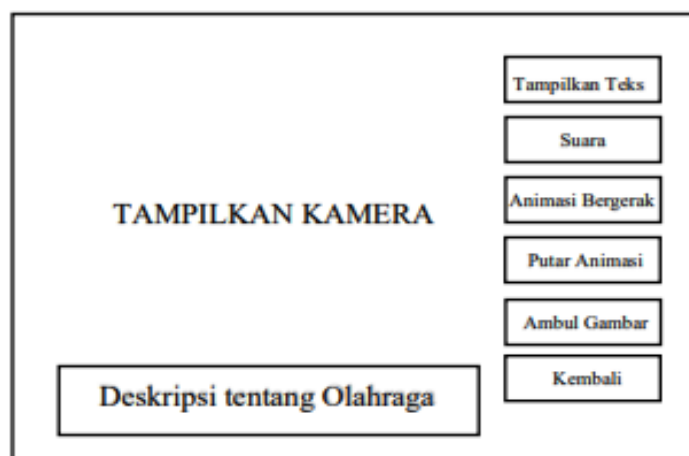 Tampilkan Teks
Suara
TAMPILKAN KAMERA
Animasi Bergerak
Putar Animasi
Ambul Gambar
Kembali
Deskripsi tentang Olahraga